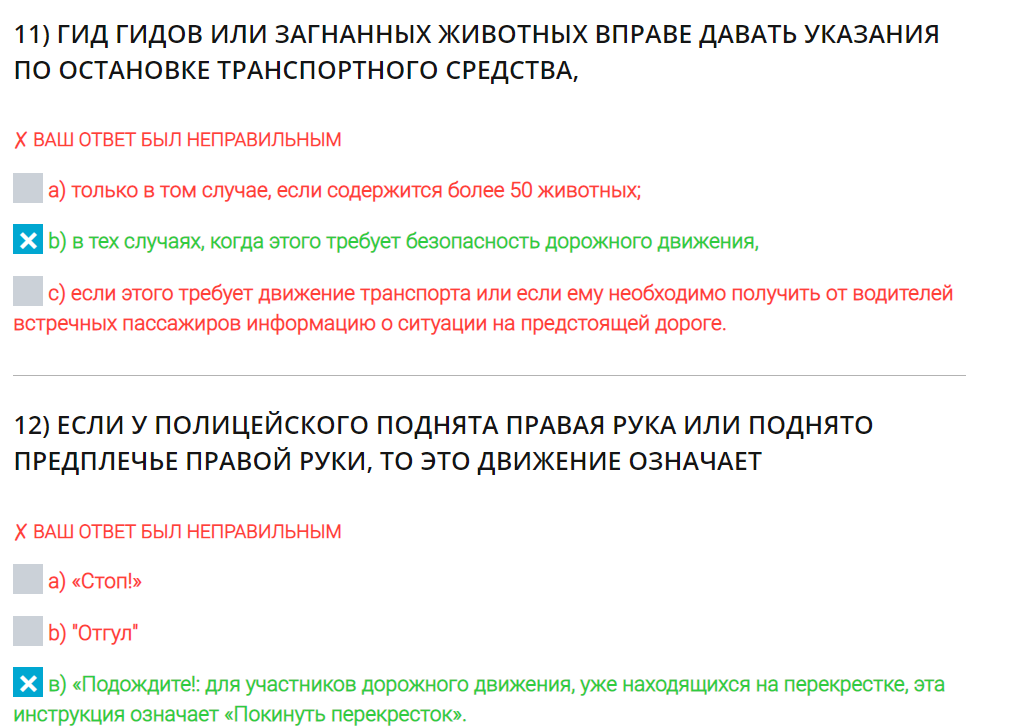 11) ГИД ГИДОВ ИЛИ ЗАГНАННЫХ ЖИВОТНЫХ ВПРАВЕ ДАВАТЬ УКАЗАНИЯ
ПО ОСТАНОВКЕ ТРАНСПОРТНОГО СРЕДСТВА,
✗ ВАШ ОТВЕТ БЫЛ НЕПРАВИЛЬНЫМ
a) только в том случае, если содержится более 50 животных;
b) в тех случаях, когда этого требует безопасность дорожного движения,
c) если этого требует движение транспорта или если ему необходимо получить от водителей
встречных пассажиров информацию о ситуации на предстоящей дороге.
12) ЕСЛИ У ПОЛИЦЕЙСКОГО ПОДНЯТА ПРАВАЯ РУКА ИЛИ ПОДНЯТО
ПРЕДПЛЕЧЬЕ ПРАВОЙ РУКИ, ТО ЭТО ДВИЖЕНИЕ ОЗНАЧАЕТ
✗ ВАШ ОТВЕТ БЫЛ НЕПРАВИЛЬНЫМ
a) «Стоп!»
b) "Отгул"
в) «Подождите!: для участников дорожного движения, уже находящихся на перекрестке, эта
инструкция означает «Покинуть перекресток».